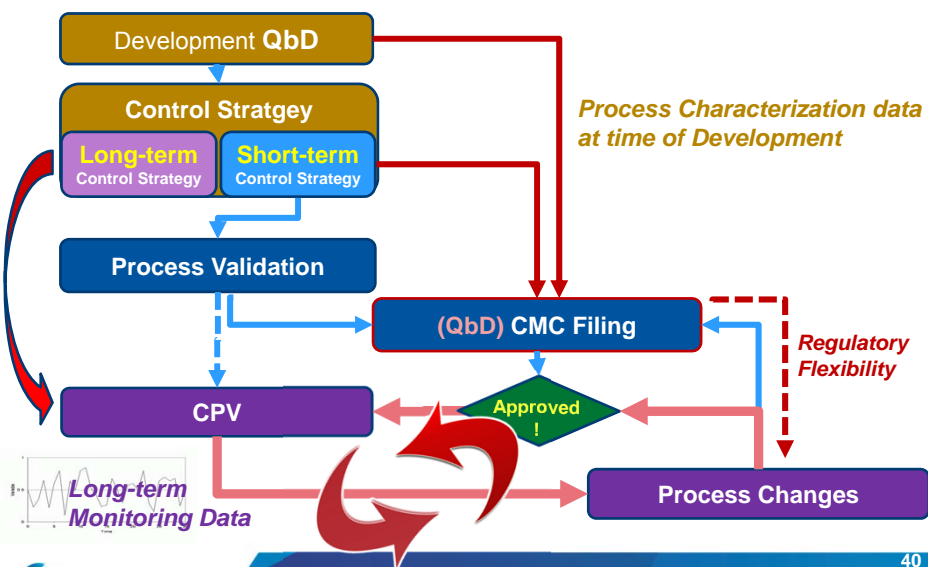 Development QbD
Control Stratgey
Long-term
Control Strategy
Short-term
Control Strategy
Process Characterization data
at time of Development
Process Validation
(QbD) CMC Filing
Regulatory
Flexibility
CPV
Approved
!
Long-term
Monitoring Data
Process Changes
40